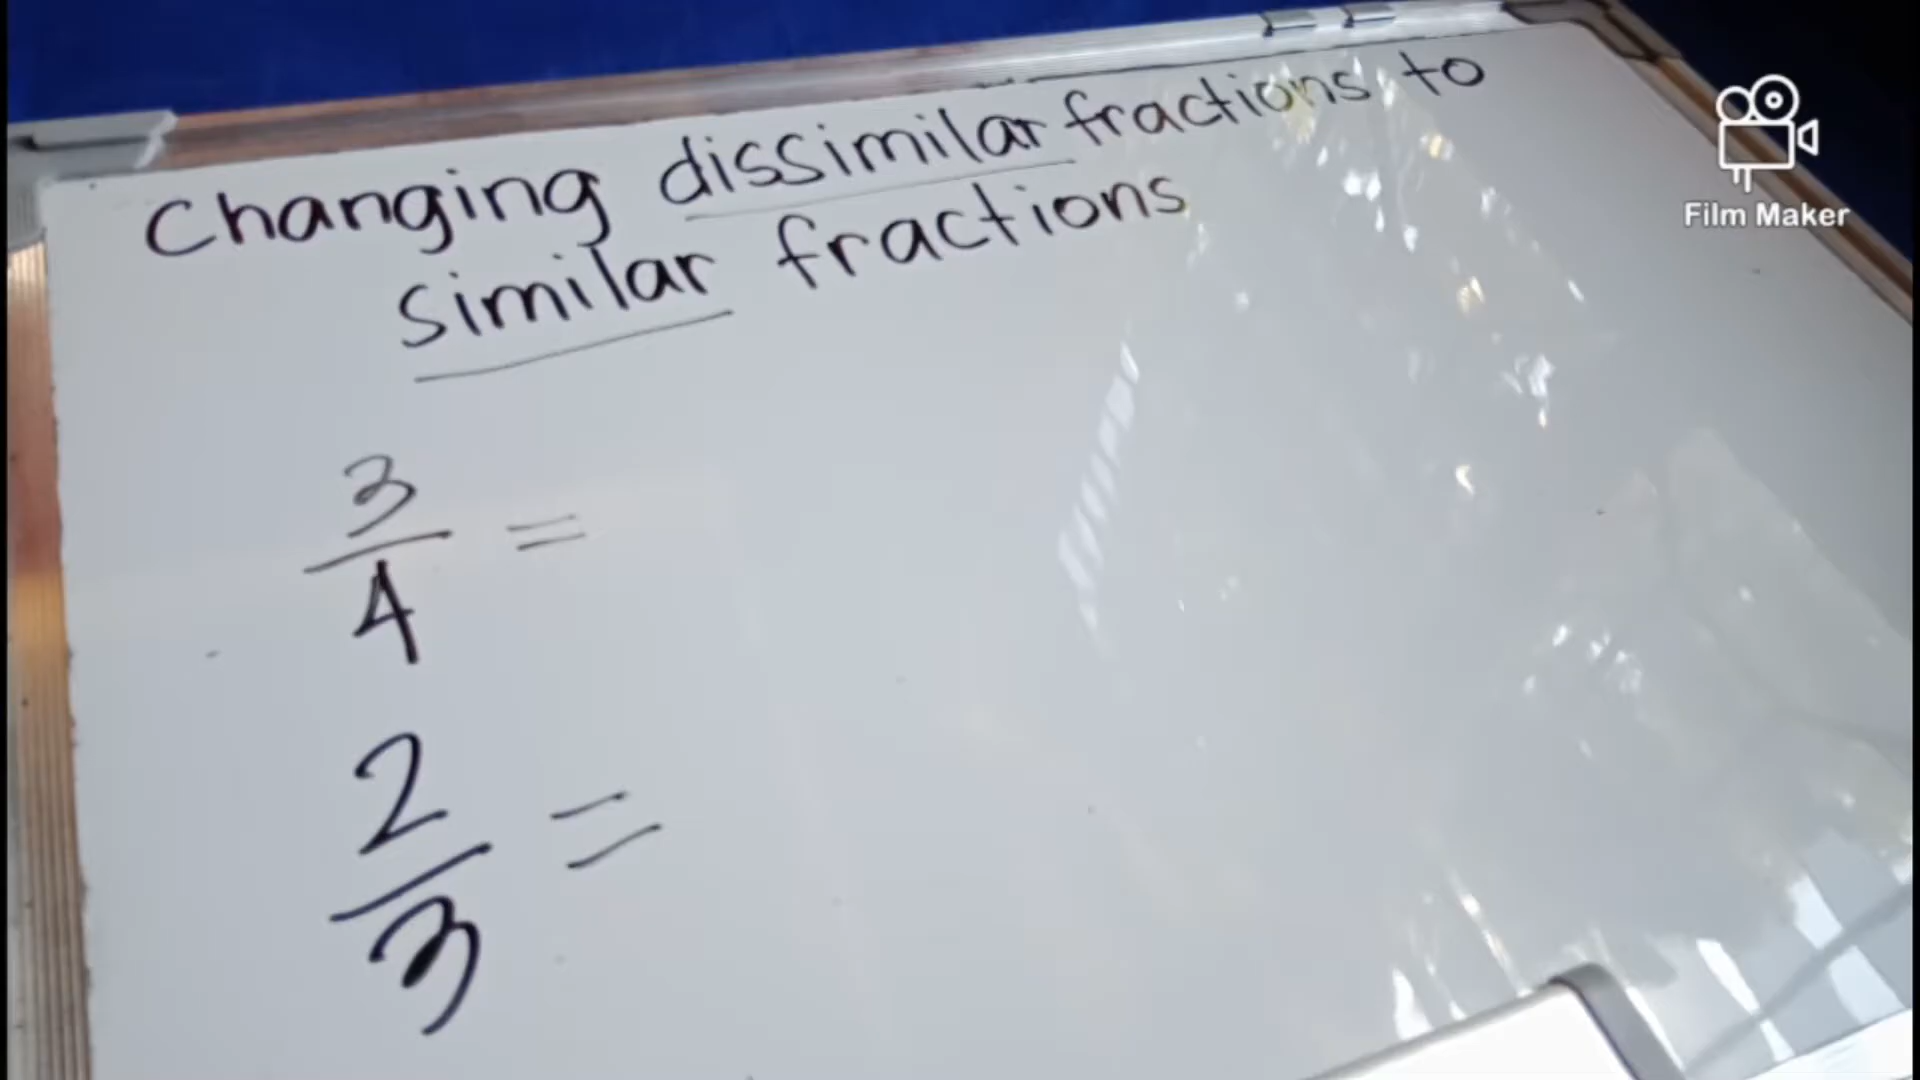 Changing dissimilar fractions to
similar fractions
3/4 =
2/3 =
Film Maker